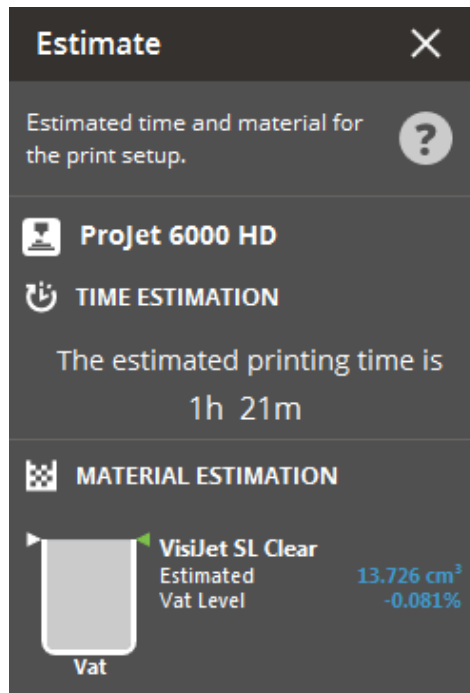 Estimate
Estimated time and material for
the print setup.
?
ProJet 6000 HD
TIME ESTIMATION
The estimated printing time is
1h 21m
MATERIAL ESTIMATION
VisiJet SL Clear
Estimated 13.726 cm³
Vat Level -0.081%
Vat